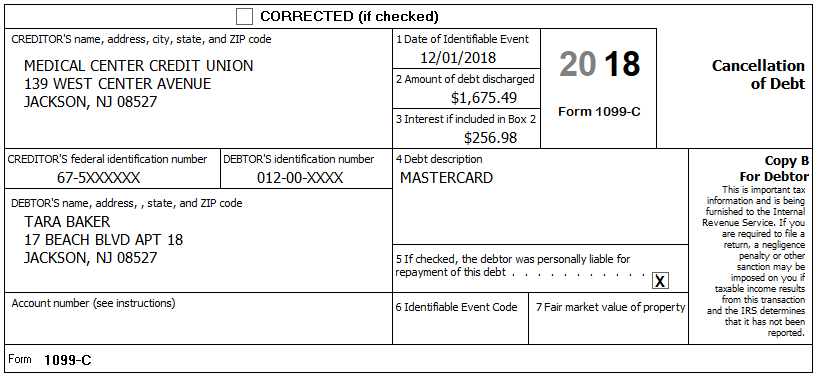 CORRECTED (if checked)
CREDITOR'S name, address, city, state, and ZIP code
MEDICAL CENTER CREDIT UNION
139 WEST CENTER AVENUE
JACKSON, NJ 08527
1 Date of Identifiable Event
12/01/2018
2 Amount of debt discharged
$1,675.49
3 Interest if included in Box 2
$256.98
2018
Form 1099-C
Cancellation
of Debt
CREDITOR'S federal identification number
67-5XXXXXX
DEBTOR'S identification number
012-00-XXXX
4 Debt description
MASTERCARD
Copy B
For Debtor
This is important tax
information and is being
furnished to the Internal
Revenue Service. If you
are required to file a
return, a negligence
penalty or other
sanction may be
imposed on you if
taxable income results
from this transaction
and the IRS determines
that it has not been
reported.
DEBTOR'S name, address, , state, and ZIP code
TARA BAKER
17 BEACH BLVD APT 18
JACKSON, NJ 08527
5 If checked, the debtor was personally liable for
repayment of this debt . . . . . . . . . . . X
Account number (see instructions)
6 Identifiable Event Code
7 Fair market value of property
Form 1099-C